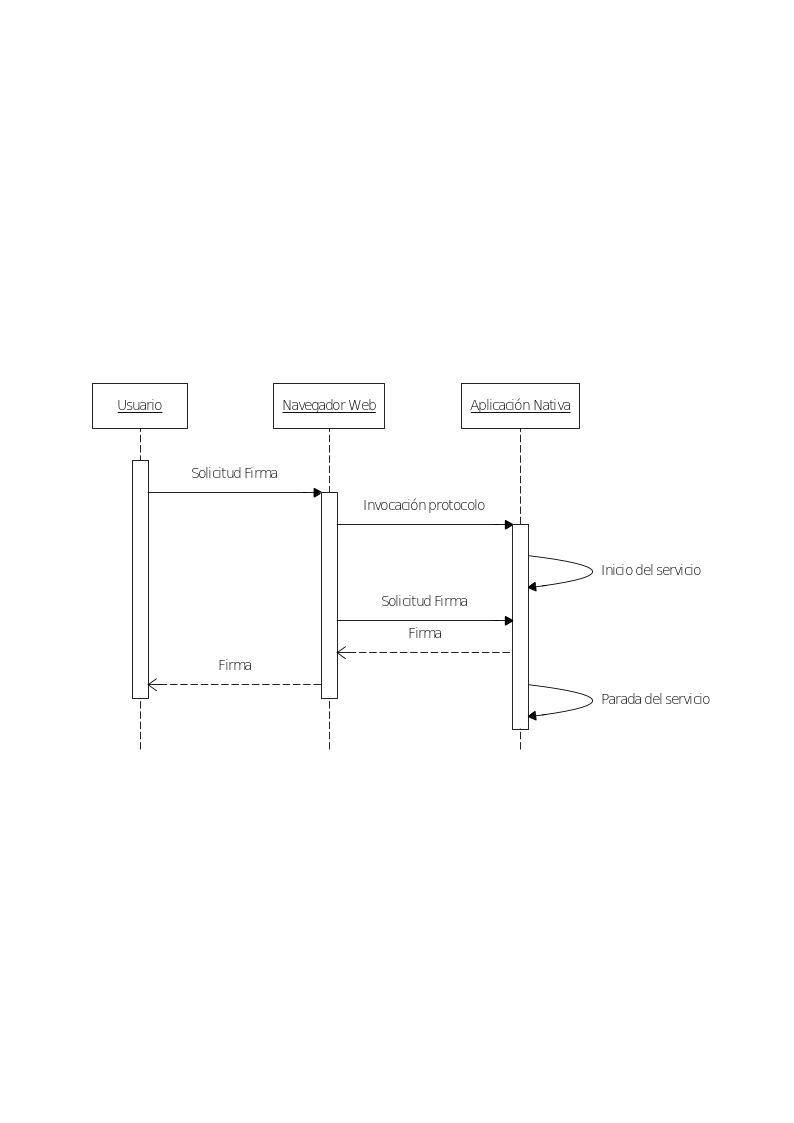 Usuario
Navegador Web
Aplicación Nativa
Solicitud Firma
Invocación protocolo
Inicio del servicio
Solicitud Firma
Firma
Firma
Parada del servicio